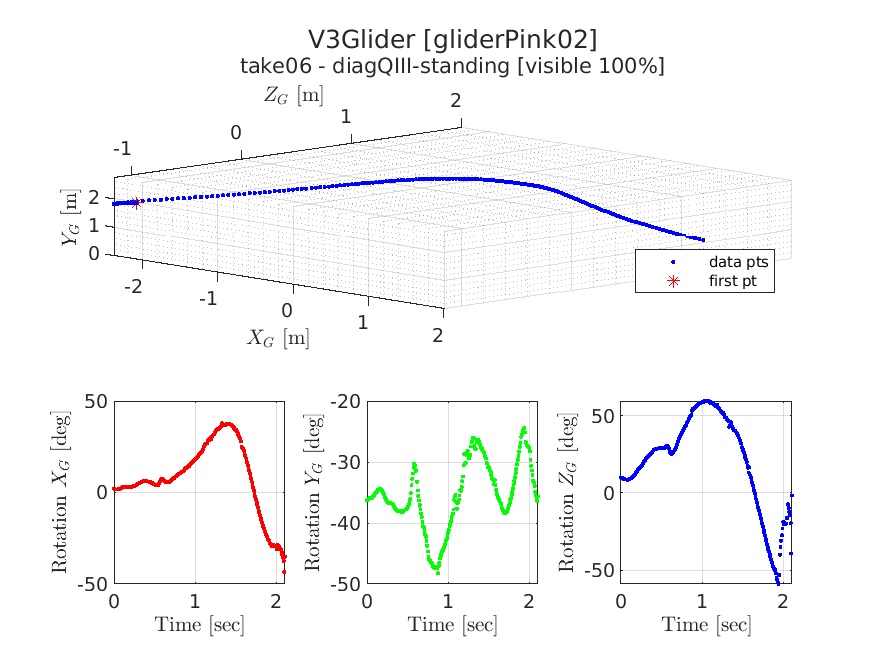 V3Glider [gliderPink02]
take06 - diagQIII-standing [visible 100%]
Z_G [m]
-1 0 1 2
Y_G [m]
2
1
0
-2 -1 0 1 2
X_G [m]
data pts
first pt
Rotation X_G [deg]
50
0
-50
0 1 2
Time [sec]
Rotation Y_G [deg]
-20
-30
-40
-50
0 1 2
Time [sec]
Rotation Z_G [deg]
50
0
-50
0 1 2
Time [sec]